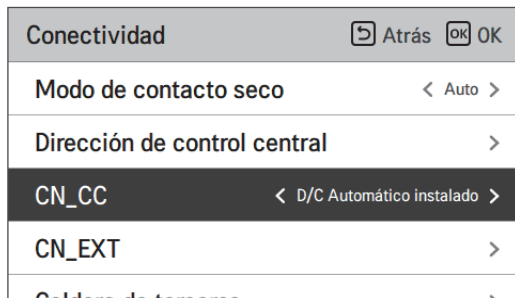 Conectividad Atrás OK OK
Modo de contacto seco < Auto >
Dirección de control central >
CN_CC < D/C Automático instalado >
CN_EXT >